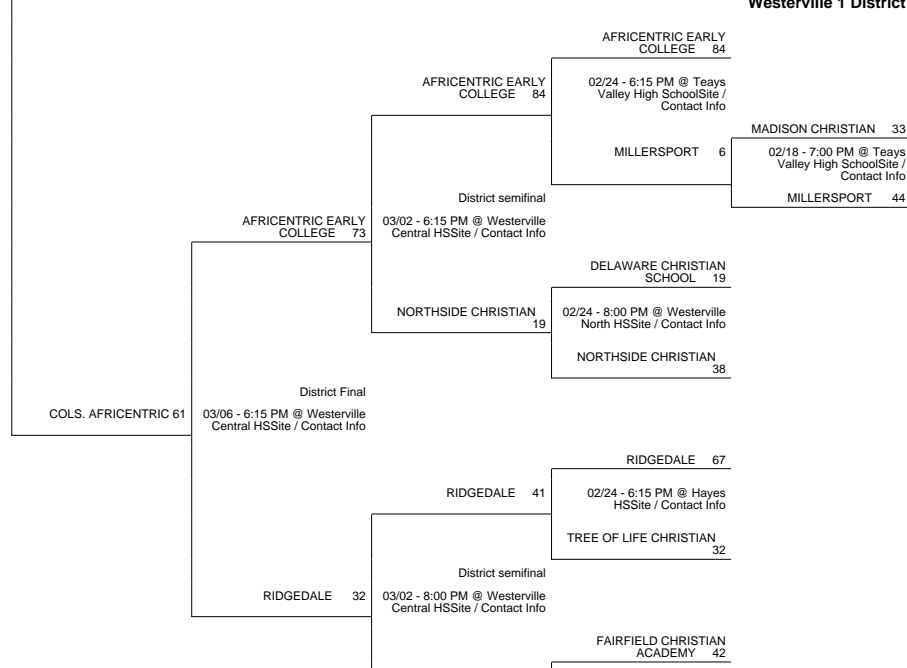 Westerville 1 District
AFRICENTRIC EARLY
COLLEGE 84
AFRICENTRIC EARLY
COLLEGE 84
02/24 - 6:15 PM @ Teays
Valley High SchoolSite /
Contact Info
MADISON CHRISTIAN 33
MILLERSPORT 6
02/18 - 7:00 PM @ Teays
Valley High SchoolSite /
Contact Info
MILLERSPORT 44
District semifinal
AFRICENTRIC EARLY
COLLEGE 73
03/02 - 6:15 PM @ Westerville
Central HSSite / Contact Info
DELAWARE CHRISTIAN
SCHOOL 19
NORTHSIDE CHRISTIAN
19
02/24 - 8:00 PM @ Westerville
North HSSite / Contact Info
NORTHSIDE CHRISTIAN
38
District Final
COLS. AFRICENTRIC 61
03/06 - 6:15 PM @ Westerville
Central HSSite / Contact Info
RIDGEDALE 67
RIDGEDALE 41
02/24 - 6:15 PM @ Hayes
HSSite / Contact Info
TREE OF LIFE CHRISTIAN
32
District semifinal
RIDGEDALE 32
03/02 - 8:00 PM @ Westerville
Central HSSite / Contact Info
FAIRFIELD CHRISTIAN
ACADEMY 42